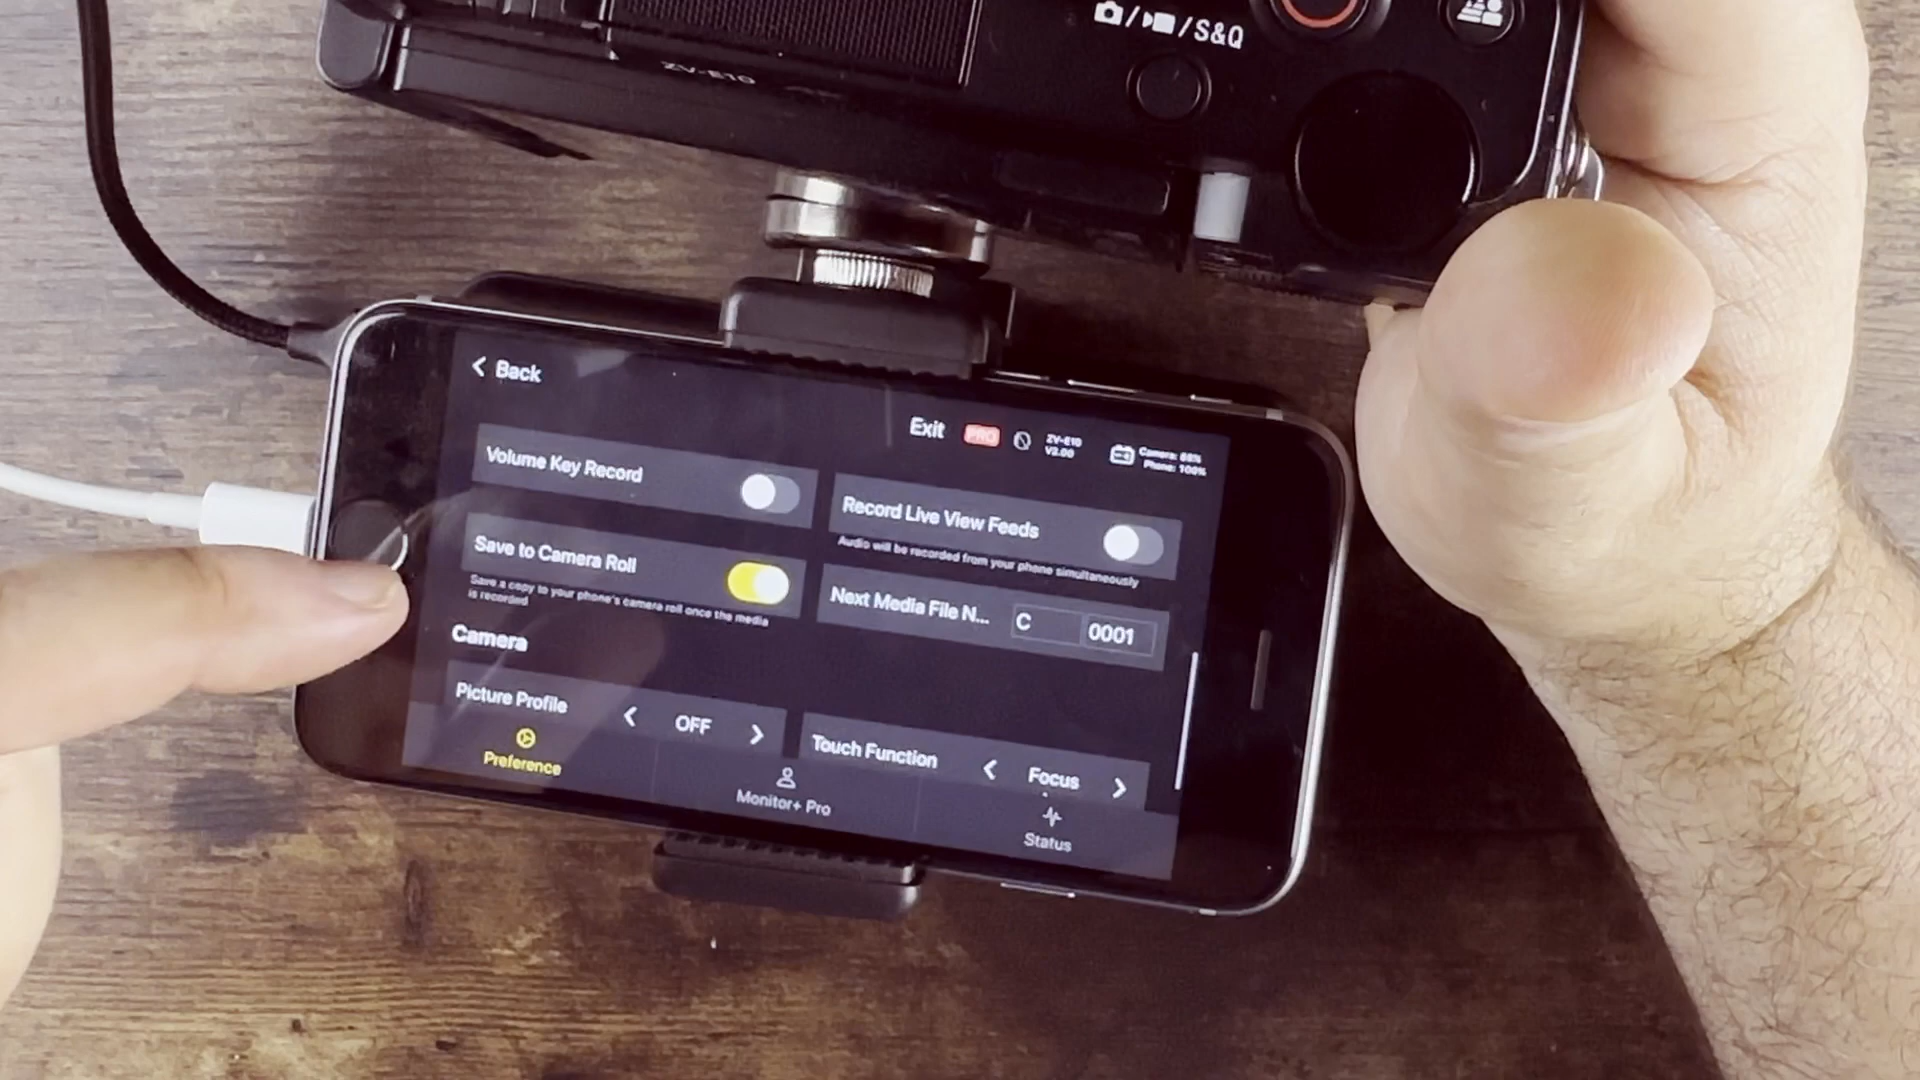 / / S&Q
ZV-E10
Back
Exit
PRO
ZV-E10
V2.00
Camera: 88%
Phone: 100%
Volume Key Record
Record Live View Feeds
Audio will be recorded from your phone simultaneously
Save to Camera Roll
Save a copy to your phone's camera roll once the media
is recorded
Next Media File N...
C
0001
Camera
Picture Profile
OFF
Touch Function
Focus
Preference
Monitor+ Pro
Status